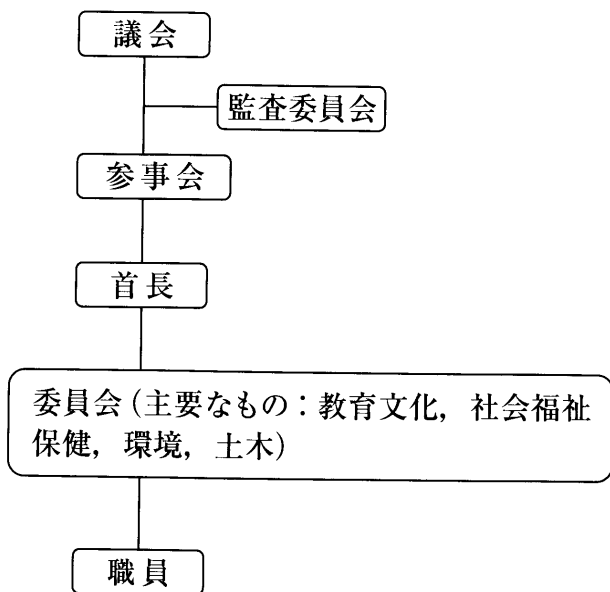 議会
監査委員会
参事会
首長
委員会(主要なもの:教育文化,社会福祉
保健,環境,土木)
職員